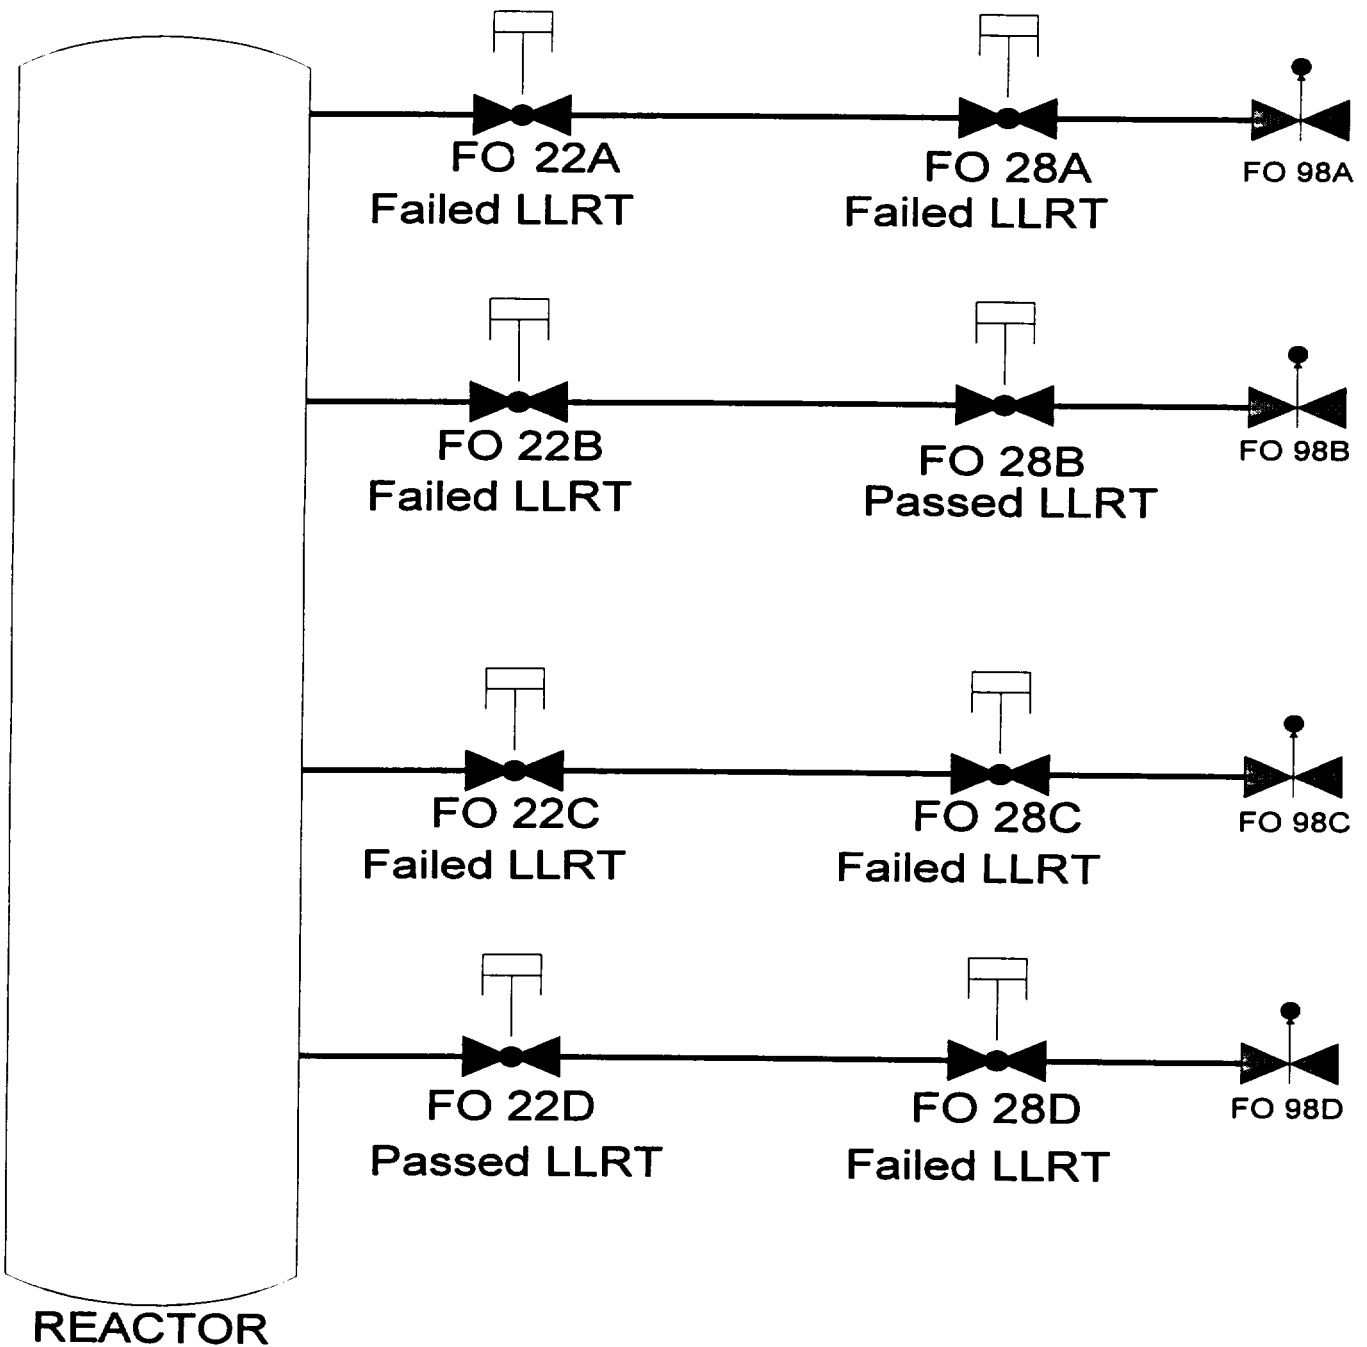 FO 22A
Failed LLRT
FO 28A
Failed LLRT
FO 98A
FO 22B
Failed LLRT
FO 28B
Passed LLRT
FO 98B
FO 22C
Failed LLRT
FO 28C
Failed LLRT
FO 98C
FO 22D
Passed LLRT
FO 28D
Failed LLRT
FO 98D
REACTOR